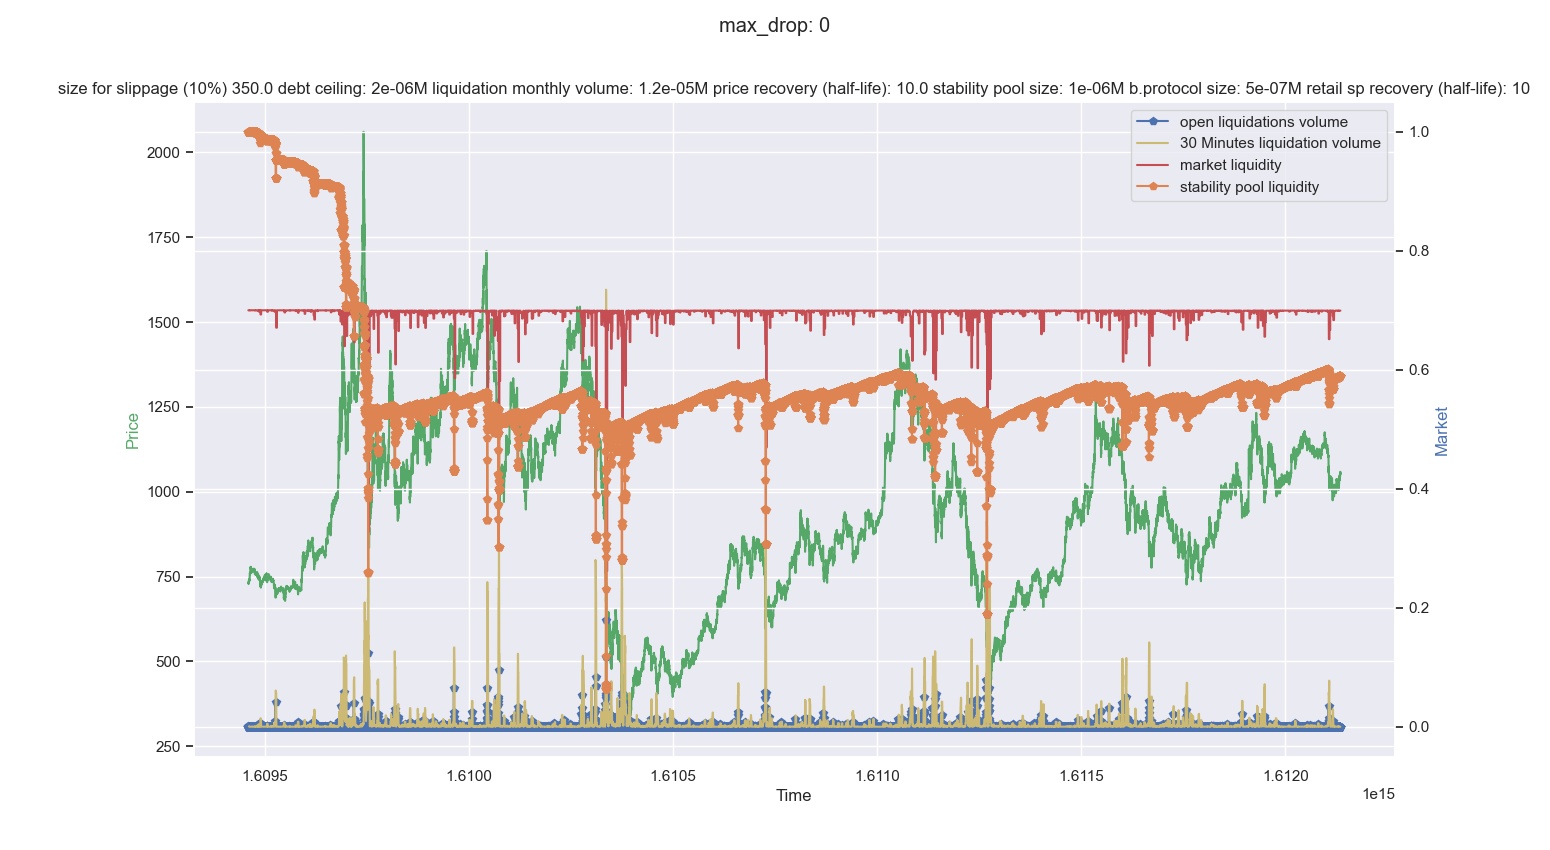 max_drop: 0
size for slippage (10%) 350.0 debt ceiling: 2e-06M liquidation monthly volume: 1.2e-05M price recovery (half-life): 10.0 stability pool size: 1e-06M b.protocol size: 5e-07M retail sp recovery (half-life): 10
open liquidations volume
30 Minutes liquidation volume
market liquidity
stability pool liquidity
2000
1750
1500
1250
1000
750
500
250
Price
1.0
0.8
0.6
0.4
0.2
0.0
Market
1.6095 1.6100 1.6105 1.6110 1.6115 1.6120
Time
1e15